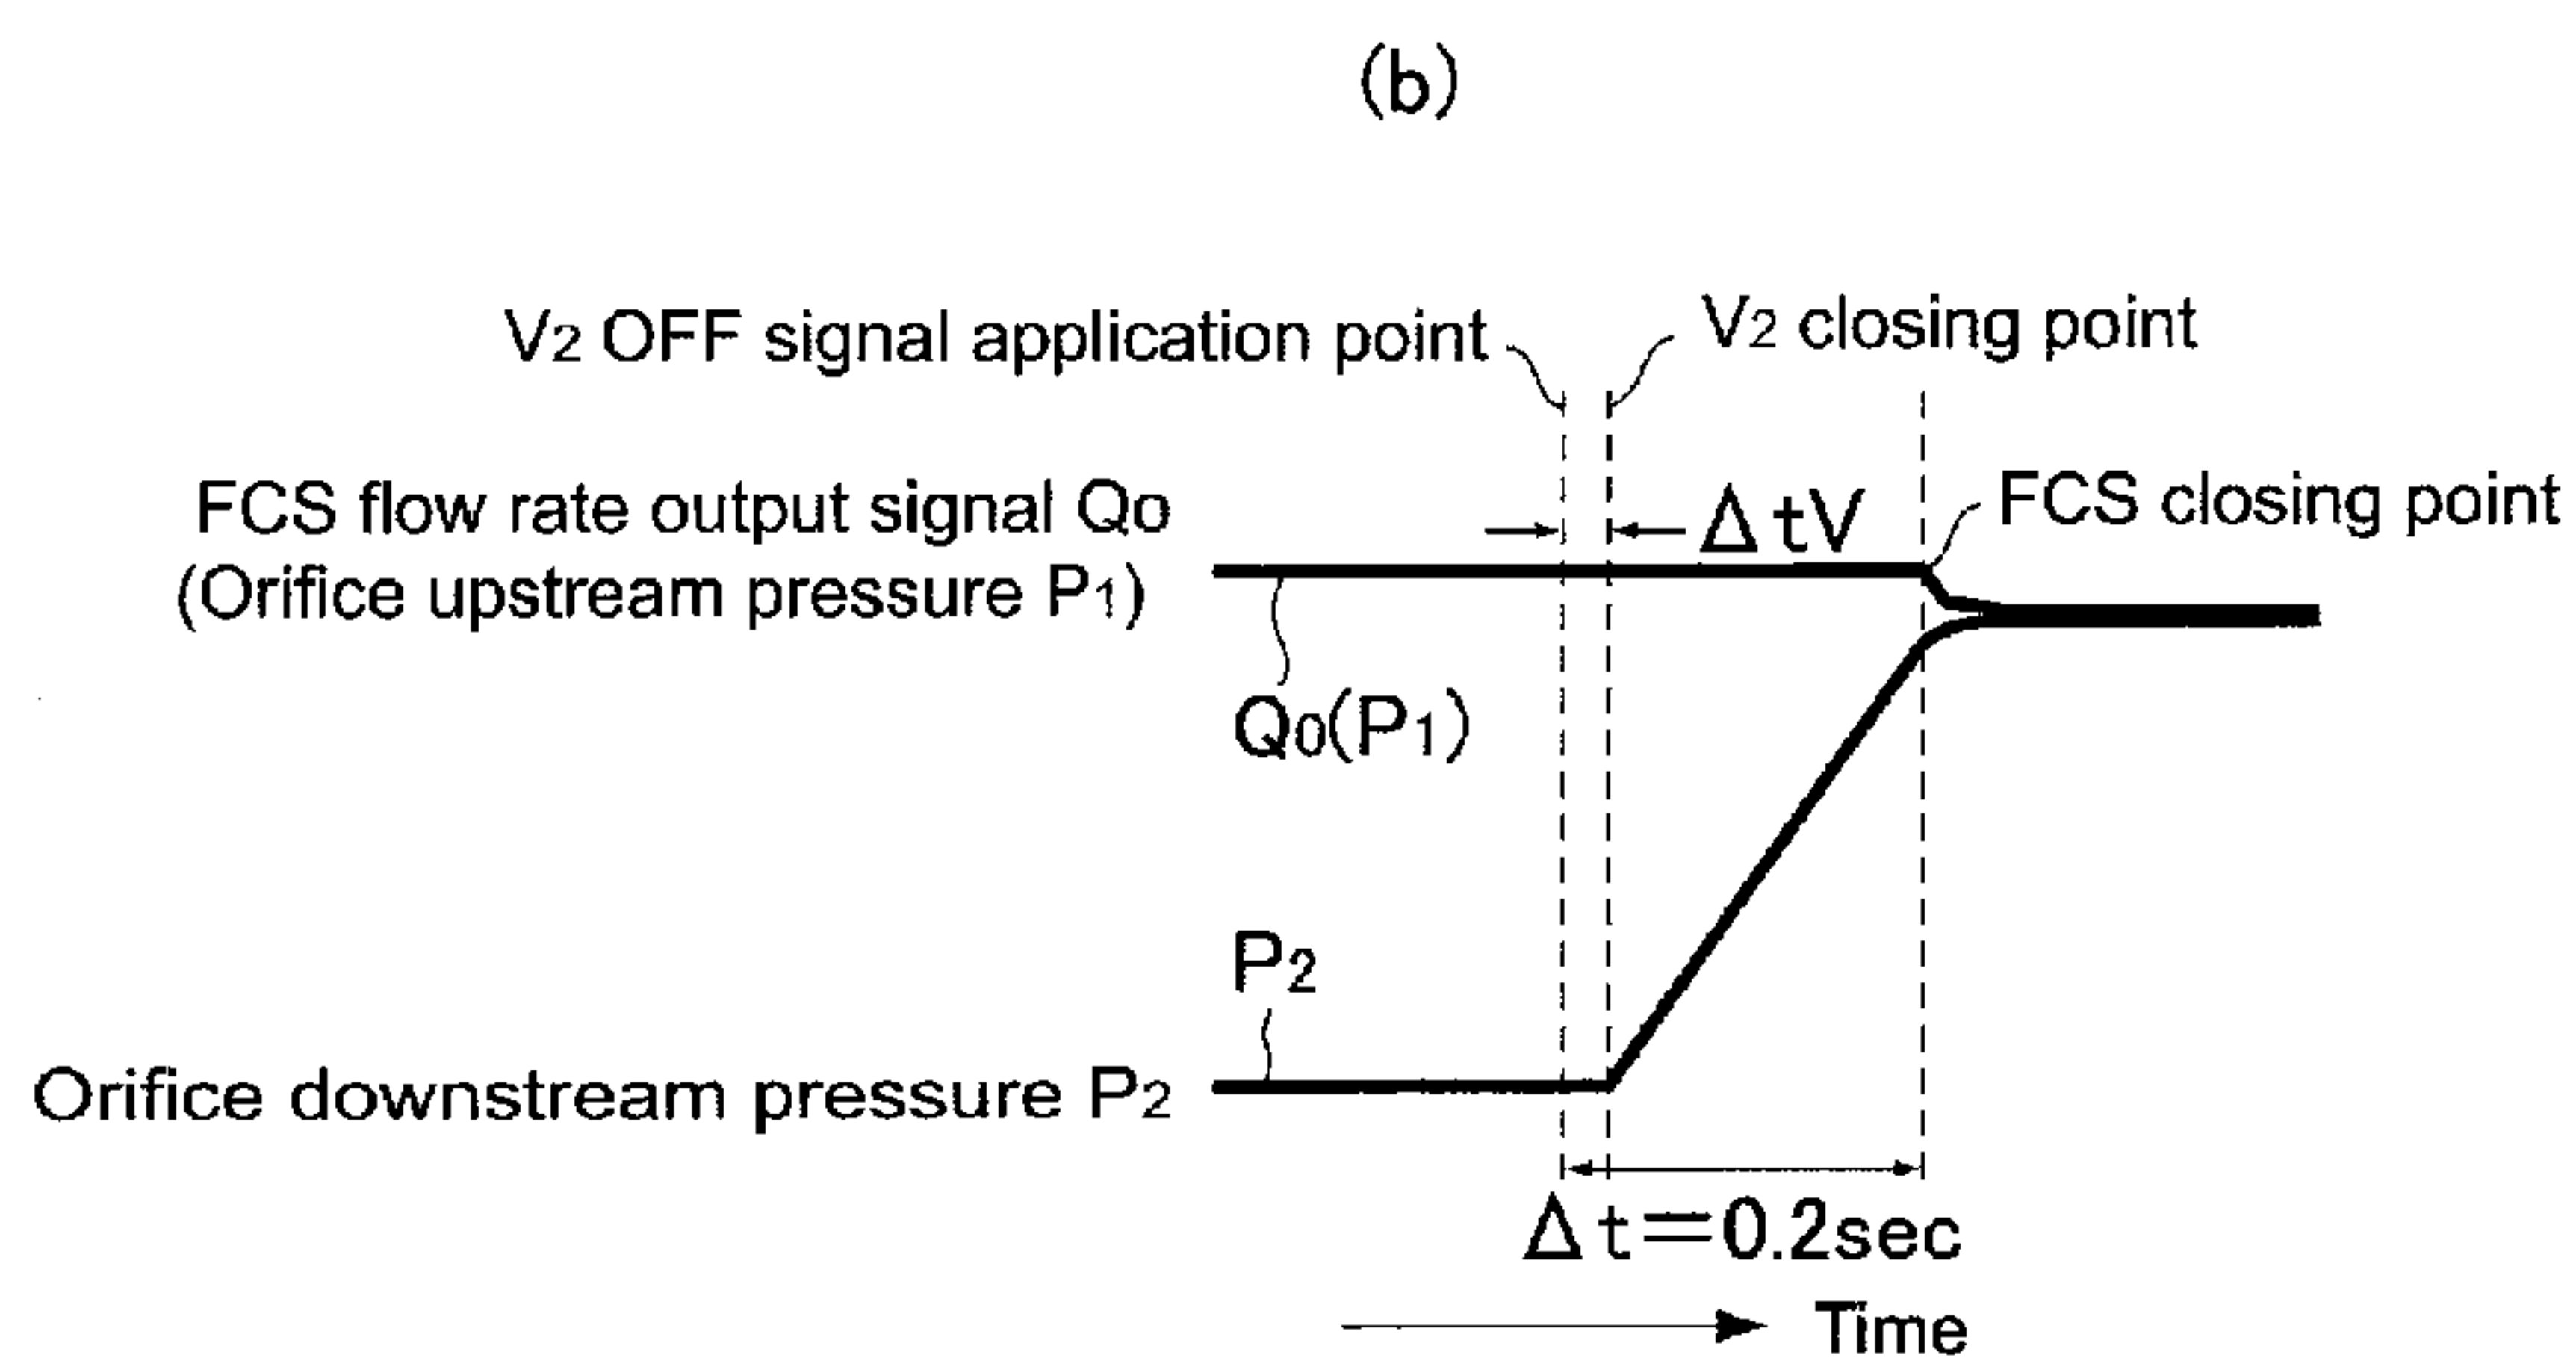 (b)
V2 OFF signal application point
V2 closing point
FCS flow rate output signal Qo
(Orifice upstream pressure P1)
ΔtV
FCS closing point
Q0(P1)
P2
Orifice downstream pressure P2
Δt=0.2sec
Time